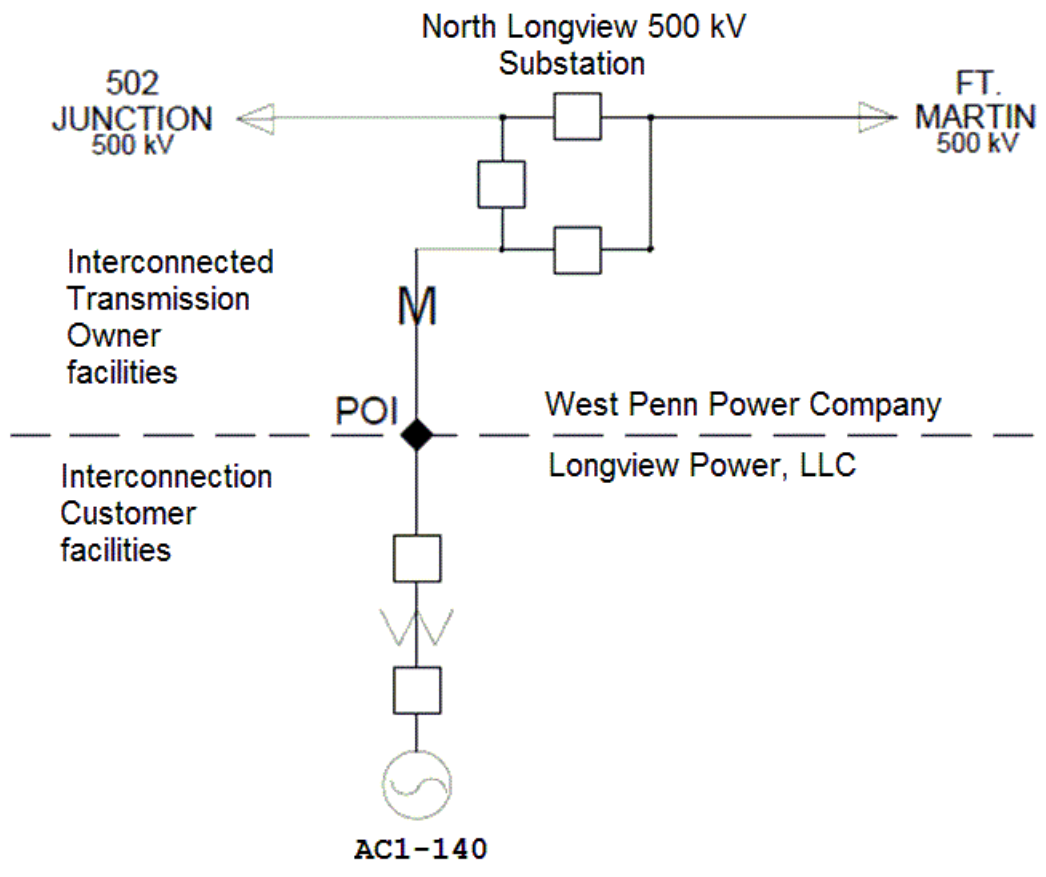 North Longview 500 kV
Substation
502
JUNCTION
500 kV
FT.
MARTIN
500 kV
Interconnected
Transmission
Owner
facilities
M
POI
West Penn Power Company
Longview Power, LLC
Interconnection
Customer
facilities
AC1-140